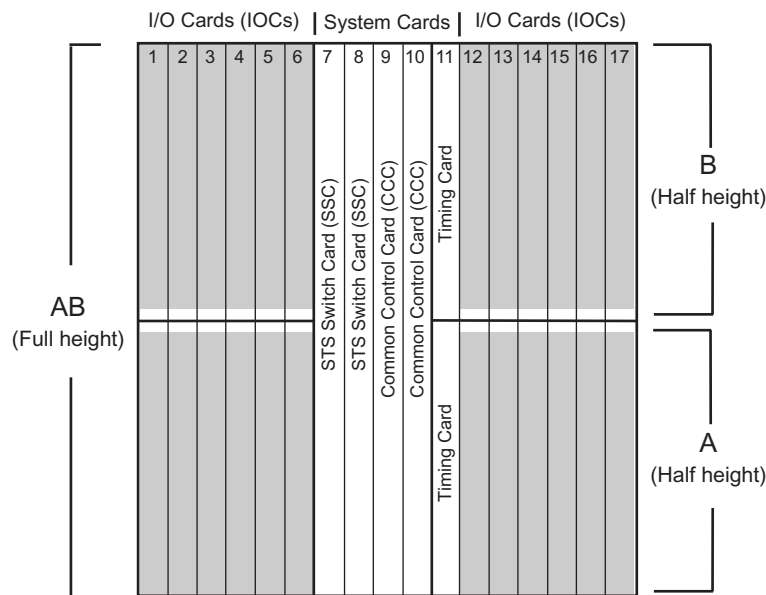 I/O Cards (IOCs)
System Cards
I/O Cards (IOCs)
1 2 3 4 5 6 7 8 9 10 11 12 13 14 15 16 17
STS Switch Card (SSC)
STS Switch Card (SSC)
Common Control Card (CCC)
Common Control Card (CCC)
Timing Card
Timing Card
AB
(Full height)
B
(Half height)
A
(Half height)